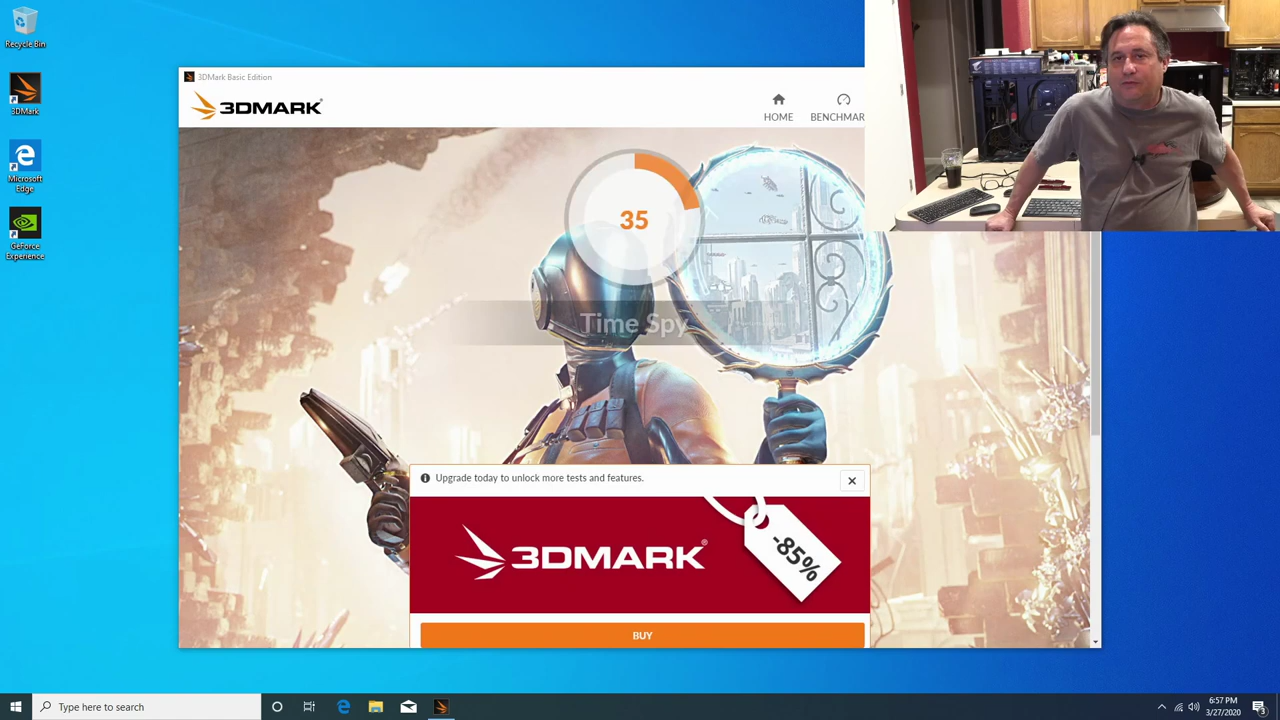 Recycle Bin
3DMark
Microsoft
Edge
GeForce
Experience
3DMark Basic Edition
3DMARK
HOME
BENCHMAR
35
Time Spy
Upgrade today to unlock more tests and features.
3DMARK®
-85%
BUY
Type here to search
6:57 PM
3/27/2020
3